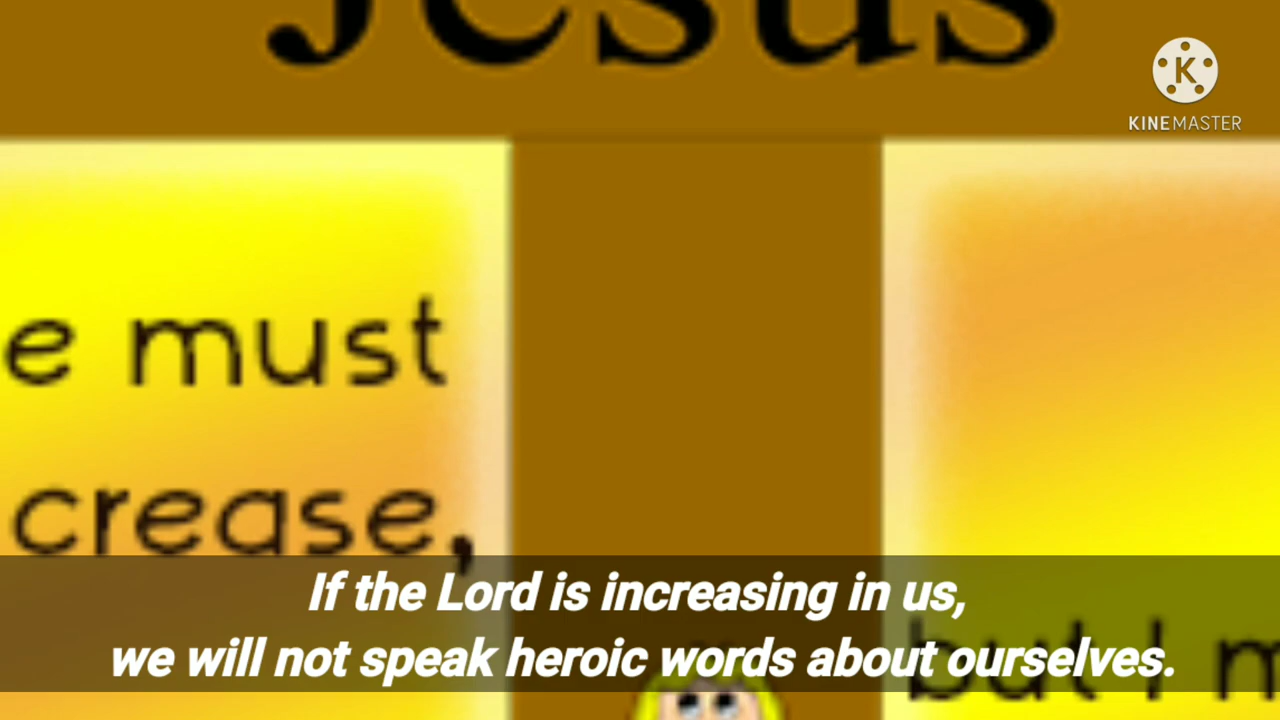 Jesus
KINEMASTER
e must
crease,
If the Lord is increasing in us,
we will not speak heroic words about ourselves.
but I m